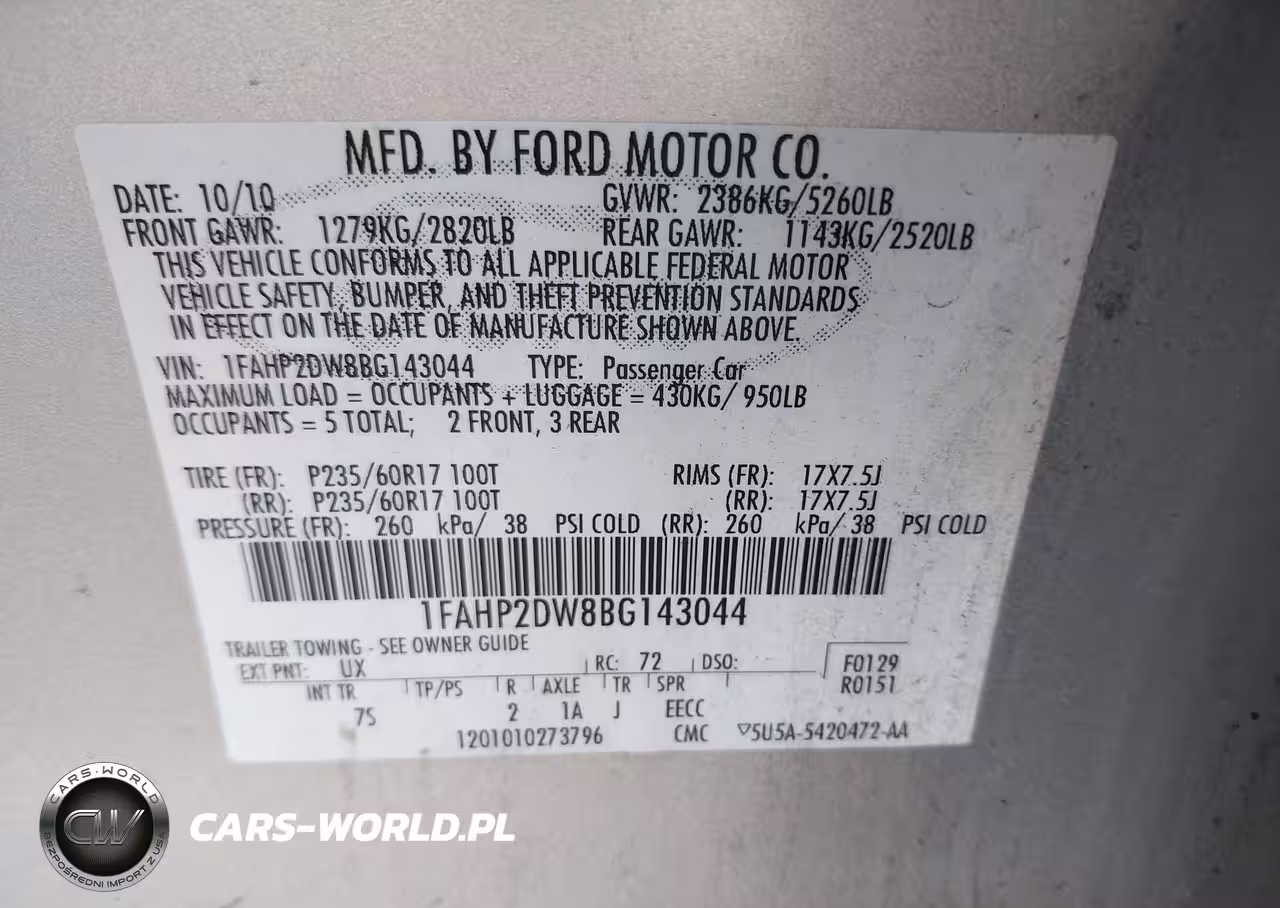 MFD. BY FORD MOTOR CO.
DATE: 10/10 GVWR: 2386KG/5260LB
FRONT GAWR: 1279KG/2820LB REAR GAWR: 1143KG/2520LB
THIS VEHICLE CONFORMS TO ALL APPLICABLE FEDERAL MOTOR
VEHICLE SAFETY, BUMPER, AND THEFT PREVENTION STANDARDS
IN EFFECT ON THE DATE OF MANUFACTURE SHOWN ABOVE.
VIN: 1FAHP2DW8BG143044 TYPE: Passenger Car
MAXIMUM LOAD = OCCUPANTS + LUGGAGE = 430KG/ 950LB
OCCUPANTS = 5 TOTAL; 2 FRONT, 3 REAR
TIRE (FR): P235/60R17 100T RIMS (FR): 17X7.5J
(RR): P235/60R17 100T (RR): 17X7.5J
PRESSURE (FR): 260 kPa/ 38 PSI COLD (RR): 260 kPa/ 38 PSI COLD
1FAHP2DW8BG143044
TRAILER TOWING - SEE OWNER GUIDE
EXT PNT: UX RC: 72 DSO: F0129
R0151
INT TR TP/PS R AXLE TR SPR
7S 2 1A J EECC
1201010273796 CMC ▽5U5A-5420472-AA
CARS-WORLD
CW
BEZPOŚREDNI IMPORT Z USA
CARS-WORLD.PL